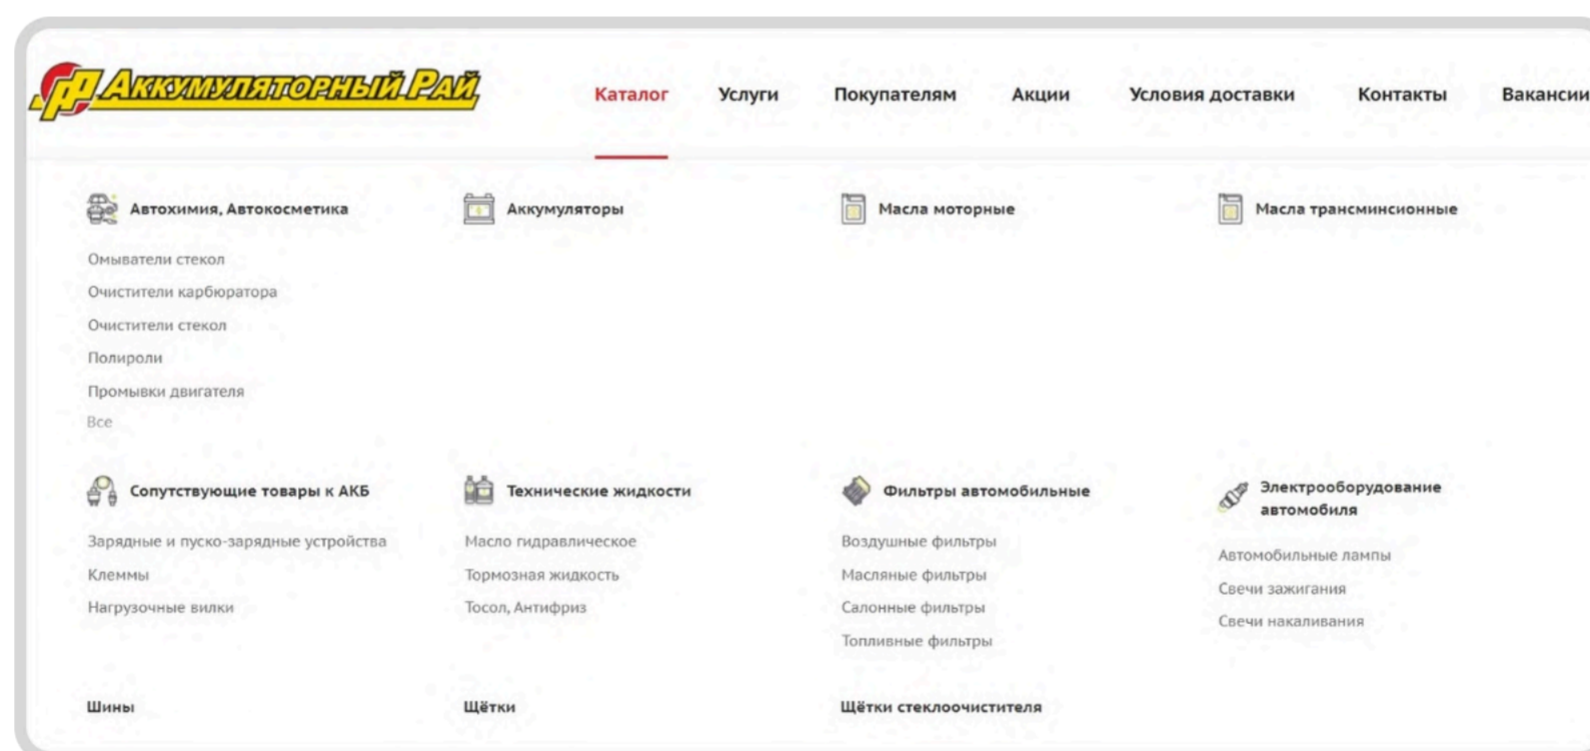 Аккумуляторный Рай
Каталог Услуги Покупателям Акции Условия доставки Контакты Вакансии
Автохимия, Автокосметика
Омыватели стекол
Очистители карбюратора
Очистители стекол
Полироли
Промывки двигателя
Все
Аккумуляторы
Масла моторные
Масла трансминсионные
Сопутствующие товары к АКБ
Зарядные и пуско-зарядные устройства
Клеммы
Нагрузочные вилки
Технические жидкости
Масло гидравлическое
Тормозная жидкость
Тосол, Антифриз
Фильтры автомобильные
Воздушные фильтры
Масляные фильтры
Салонные фильтры
Топливные фильтры
Электрооборудование
автомобиля
Автомобильные лампы
Свечи зажигания
Свечи накаливания
Шины
Щётки
Щётки стеклоочистителя